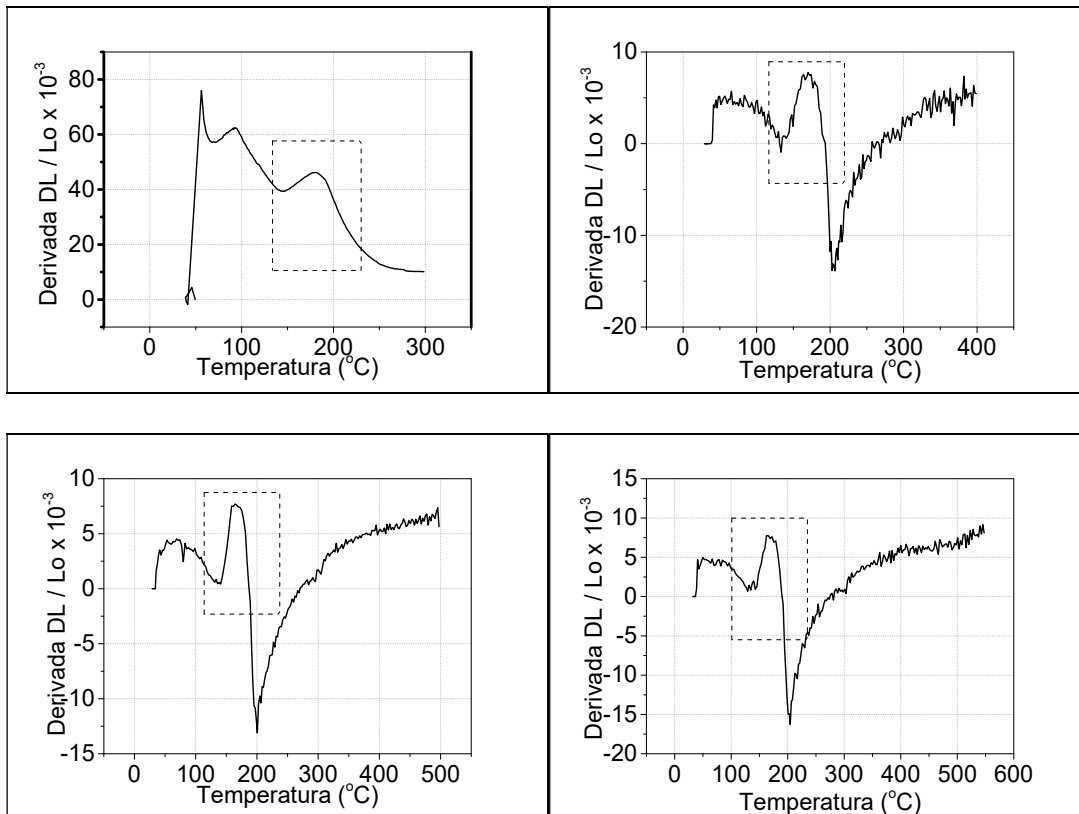 Derivada DL / Lo x 10⁻³
80
60
40
20
0
0 100 200 300
Temperatura (°C)
Derivada DL / Lo x 10⁻³
10
0
-10
-20
0 100 200 300 400
Temperatura (°C)
Derivada DL / Lo x 10⁻³
10
5
0
-5
-10
-15
0 100 200 300 400 500
Temperatura (°C)
Derivada DL / Lo x 10⁻³
15
10
5
0
-5
-10
-15
-20
0 100 200 300 400 500 600
Temperatura (°C)